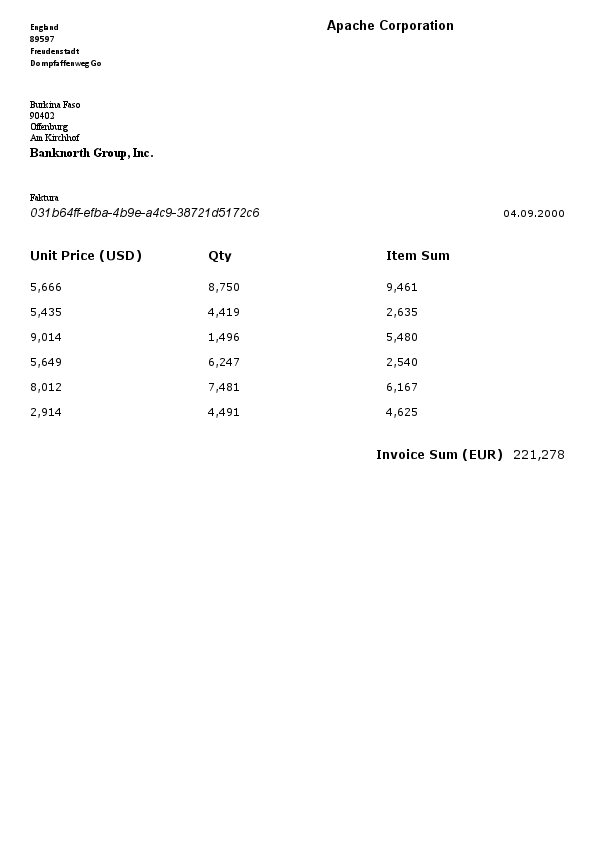 Apache Corporation
England
89597
Freudenstadt
Dompfaffenweg Go
Burkina Faso
90402
Offenburg
Am Kirchhof
Banknorth Group, Inc.
Faktura
031b64ff-efba-4b9e-a4c9-38721d5172c6 04.09.2000
Unit Price (USD) Qty Item Sum
5,666 8,750 9,461
5,435 4,419 2,635
9,014 1,496 5,480
5,649 6,247 2,540
8,012 7,481 6,167
2,914 4,491 4,625
Invoice Sum (EUR) 221,278